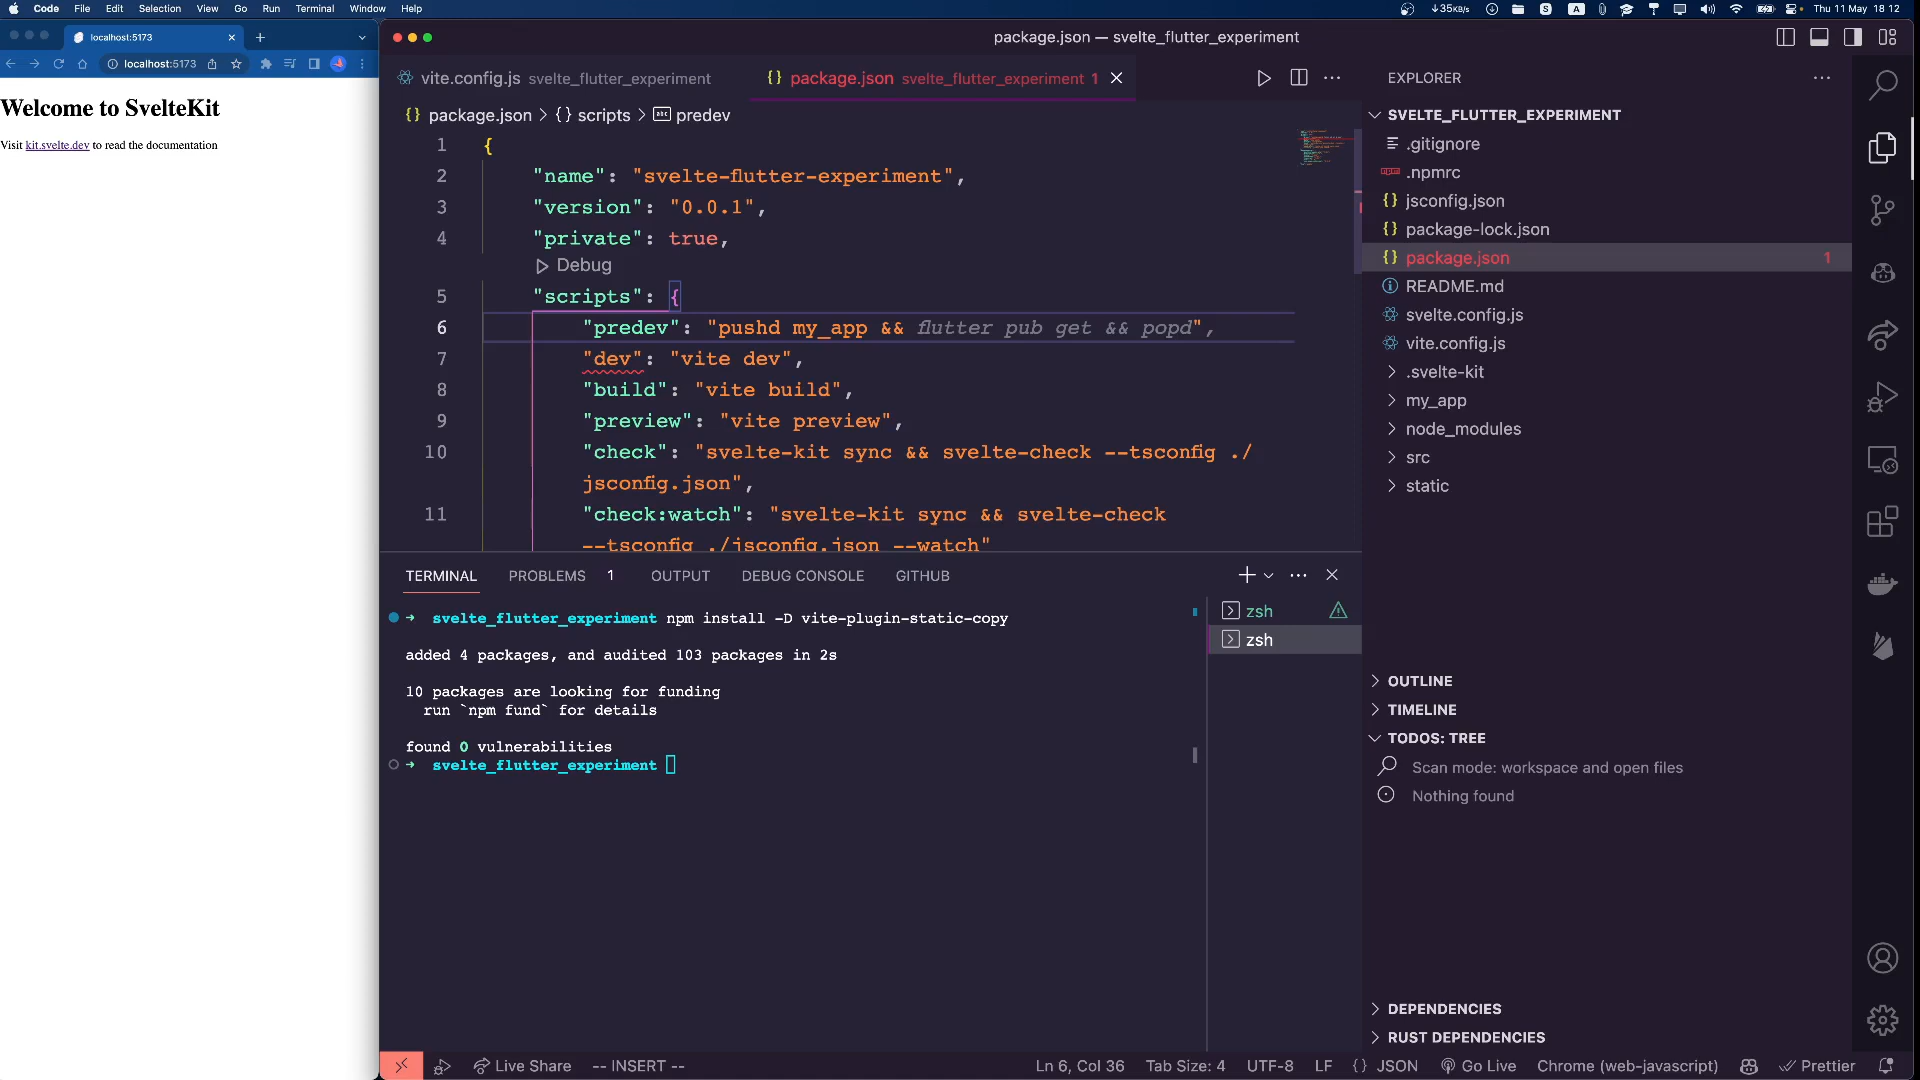 Code File Edit Selection View Go Run Terminal Window Help
35KB/s
Thu 11 May 18 12
localhost:5173
localhost:5173
Welcome to SvelteKit
Visit kit.svelte.dev to read the documentation
package.json — svelte_flutter_experiment
vite.config.js svelte_flutter_experiment
package.json svelte_flutter_experiment 1
package.json > {} scripts > abc predev
1 {
2 "name": "svelte-flutter-experiment",
3 "version": "0.0.1",
4 "private": true,
Debug
5 "scripts": {
6 "predev": "pushd my_app && flutter pub get && popd",
7 "dev": "vite dev",
8 "build": "vite build",
9 "preview": "vite preview",
10 "check": "svelte-kit sync && svelte-check --tsconfig ./
jsconfig.json",
11 "check:watch": "svelte-kit sync && svelte-check
--tsconfig ./jsconfig.json --watch"
TERMINAL PROBLEMS 1 OUTPUT DEBUG CONSOLE GITHUB
svelte_flutter_experiment npm install -D vite-plugin-static-copy
added 4 packages, and audited 103 packages in 2s
10 packages are looking for funding
run `npm fund` for details
found 0 vulnerabilities
svelte_flutter_experiment
zsh
zsh
EXPLORER
SVELTE_FLUTTER_EXPERIMENT
.gitignore
.npmrc
jsconfig.json
package-lock.json
package.json 1
README.md
svelte.config.js
vite.config.js
.svelte-kit
my_app
node_modules
src
static
OUTLINE
TIMELINE
TODOS: TREE
Scan mode: workspace and open files
Nothing found
DEPENDENCIES
RUST DEPENDENCIES
Live Share -- INSERT -- Ln 6, Col 36 Tab Size: 4 UTF-8 LF {} JSON Go Live Chrome (web-javascript) Prettier